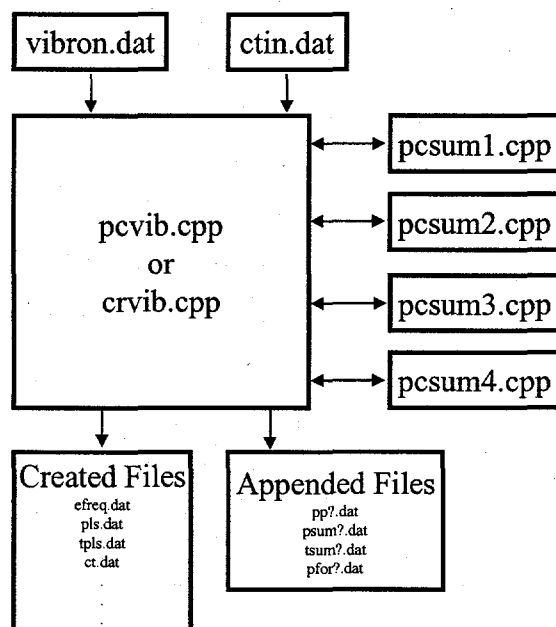 vibron.dat
ctin.dat
pcvib.cpp
or
crvib.cpp
pcsum1.cpp
pcsum2.cpp
pcsum3.cpp
pcsum4.cpp
Created Files
efreq.dat
pls.dat
tpls.dat
ct.dat
.
.
Appended Files
pp?.dat
psum?.dat
tsum?.dat
pfor?.dat